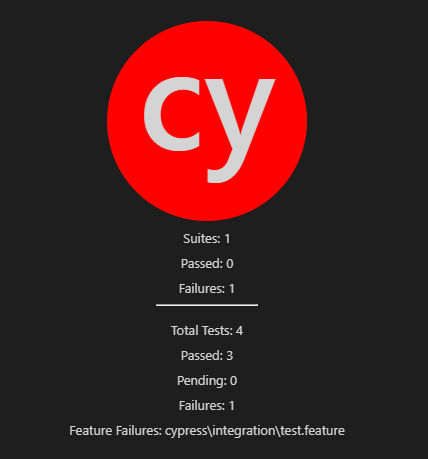 cy
Suites: 1
Passed: 0
Failures: 1
Total Tests: 4
Passed: 3
Pending: 0
Failures: 1
Feature Failures: cypress\integration\test.feature